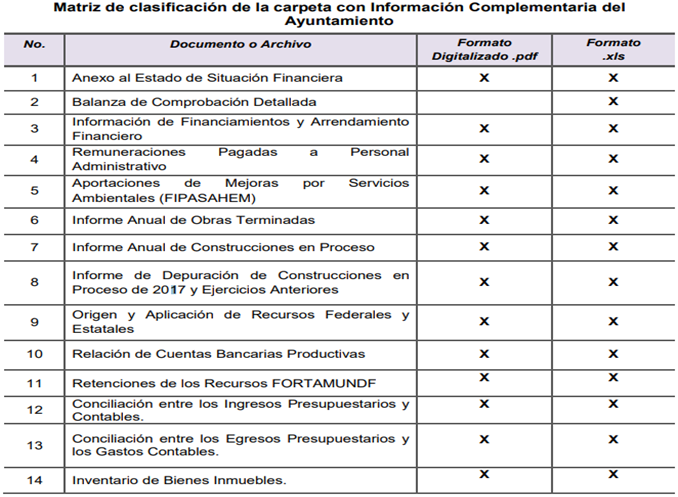 Matriz de clasificación de la carpeta con Información Complementaria del
Ayuntamiento
No. Documento o Archivo Formato Digitalizado .pdf Formato .xls
1 Anexo al Estado de Situación Financiera X X
2 Balanza de Comprobación Detallada X
3 Información de Financiamientos y Arrendamiento
Financiero X X
4 Remuneraciones Pagadas a Personal
Administrativo X X
5 Aportaciones de Mejoras por Servicios
Ambientales (FIPASAHEM) X X
6 Informe Anual de Obras Terminadas X X
7 Informe Anual de Construcciones en Proceso X X
8 Informe de Depuración de Construcciones en
Proceso de 2017 y Ejercicios Anteriores X X
9 Origen y Aplicación de Recursos Federales y
Estatales X X
10 Relación de Cuentas Bancarias Productivas X X
11 Retenciones de los Recursos FORTAMUNDF X X
12 Conciliación entre los Ingresos Presupuestarios y
Contables. X X
13 Conciliación entre los Egresos Presupuestarios y
los Gastos Contables. X X
14 Inventario de Bienes Inmuebles. X X